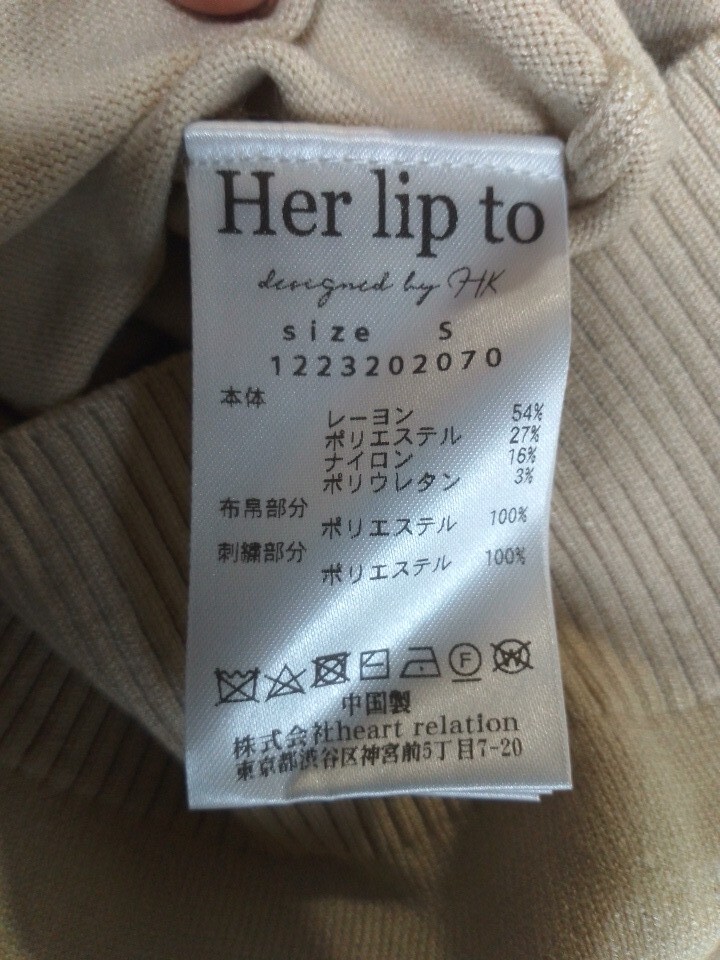 Her lip to
designed by HK
size S
1223202070
本体
レーヨン 54%
ポリエステル 27%
ナイロン 16%
ポリウレタン 3%
布帛部分
ポリエステル 100%
刺繍部分
ポリエステル 100%
F W
中国製
株式会社heart relation
東京都渋谷区神宮前5丁目7-20